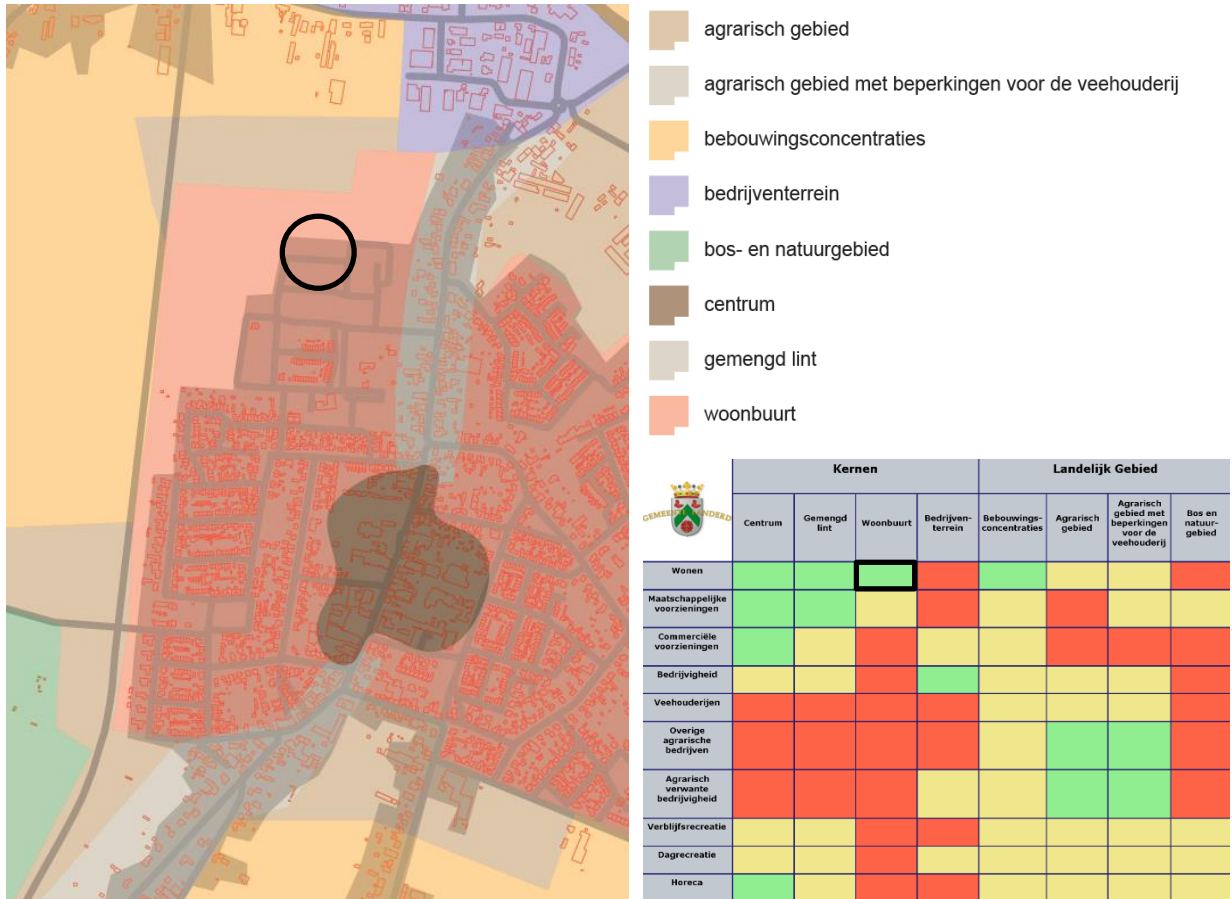 agrarisch gebied
agrarisch gebied met beperkingen voor de veehouderij
bebouwingsconcentraties
bedrijventerrein
bos- en natuurgebied
centrum
gemengd lint
woonbuurt
Kernen
Landelijk Gebied
GEMEENTE LANDERD
Centrum
Gemengd
lint
Woonbuurt
Bedrijven-
terrein
Bebouwings-
concentraties
Agrarisch
gebied
Agrarisch
gebied met
beperkingen
voor de
veehouderij
Bos en
natuur-
gebied
Wonen
Maatschappelijke
voorzieningen
Commerciële
voorzieningen
Bedrijvigheid
Veehouderijen
Overige
agrarische
bedrijven
Agrarisch
verwante
bedrijvigheid
Verblijfsrecreatie
Dagrecreatie
Horeca